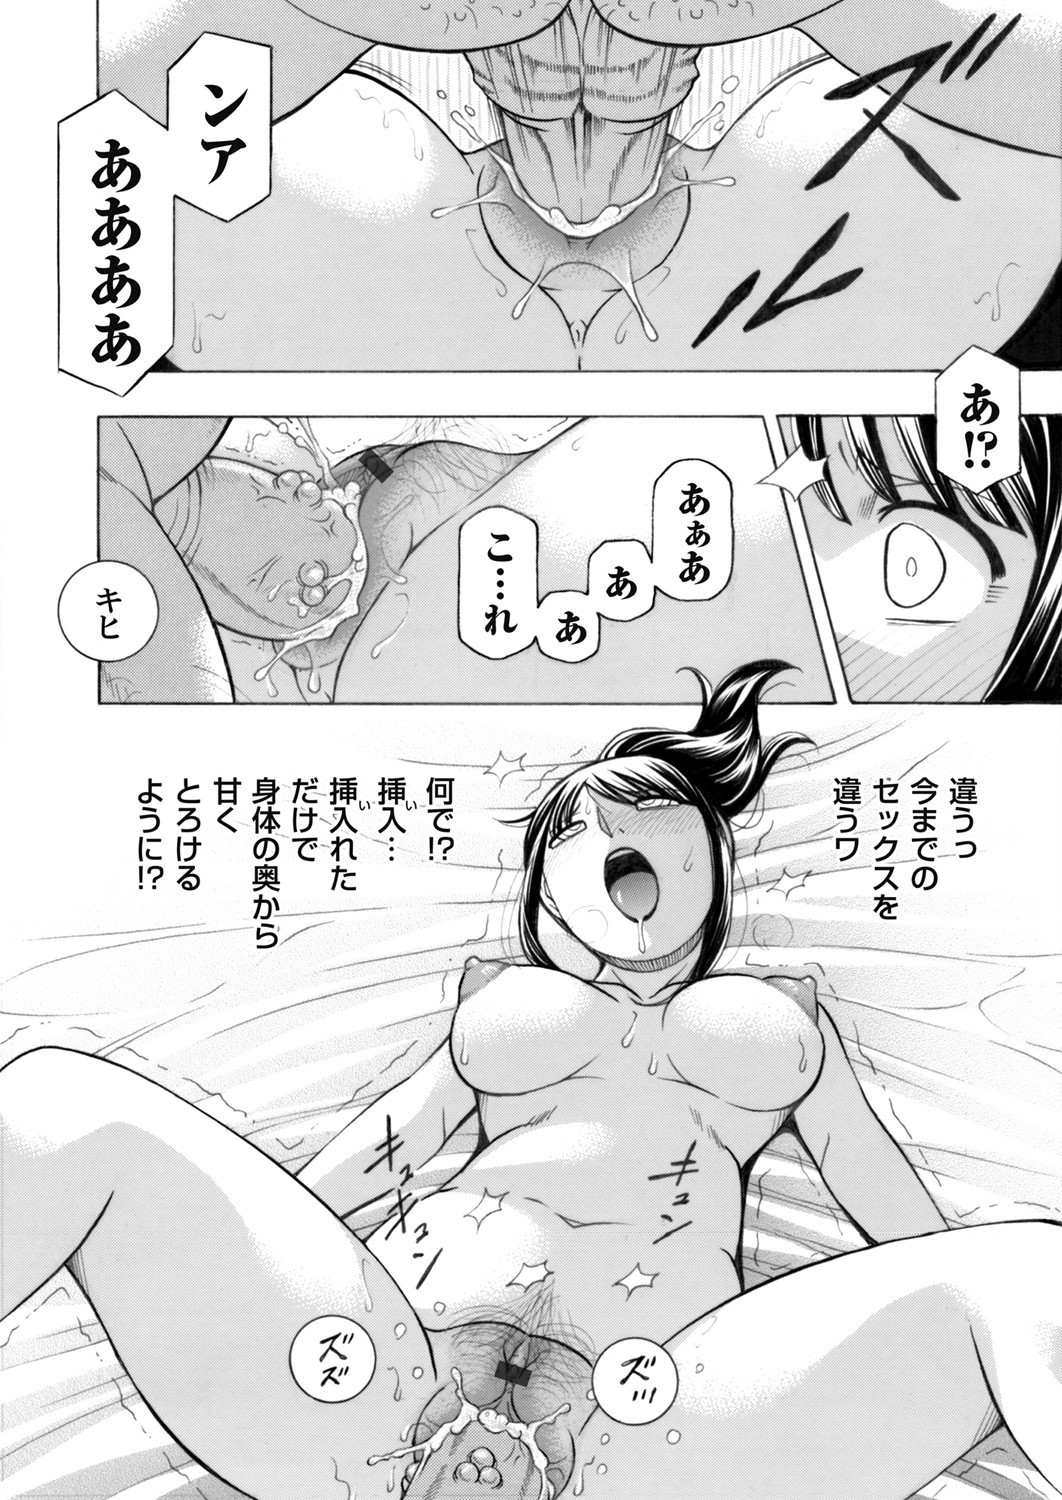 ズブ
ルル
ンア
ああああ
あ!?
あぁあ
あ
あ
こ…れ
キヒ
違うっ
今までの
セックスを
違うワ
何で!?
挿入…
挿入れた
だけで
身体の奥から
甘く
とろける
ように!?
キュン
キュキュン
ズズ
ズ…